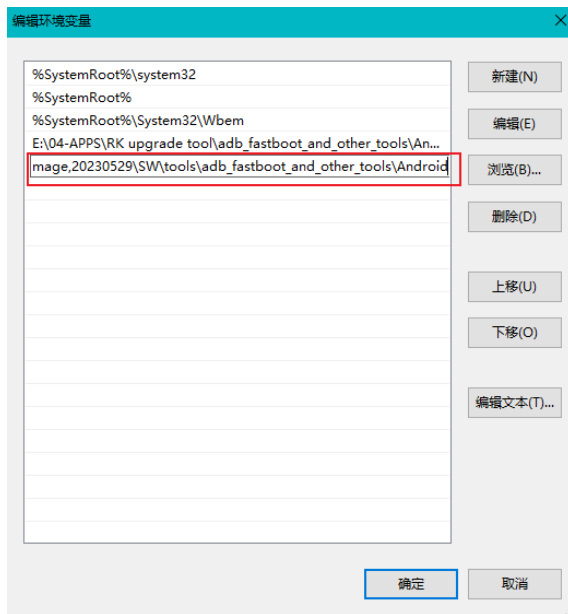 编辑环境变量
%SystemRoot%\system32
%SystemRoot%
%SystemRoot%\System32\Wbem
E:\04-APPS\RK upgrade tool\adb_fastboot_and_other_tools\An...
mage,20230529\SW\tools\adb_fastboot_and_other_tools\Android
新建(N)
编辑(E)
浏览(B)...
删除(D)
上移(U)
下移(O)
编辑文本(T)...
确定
取消